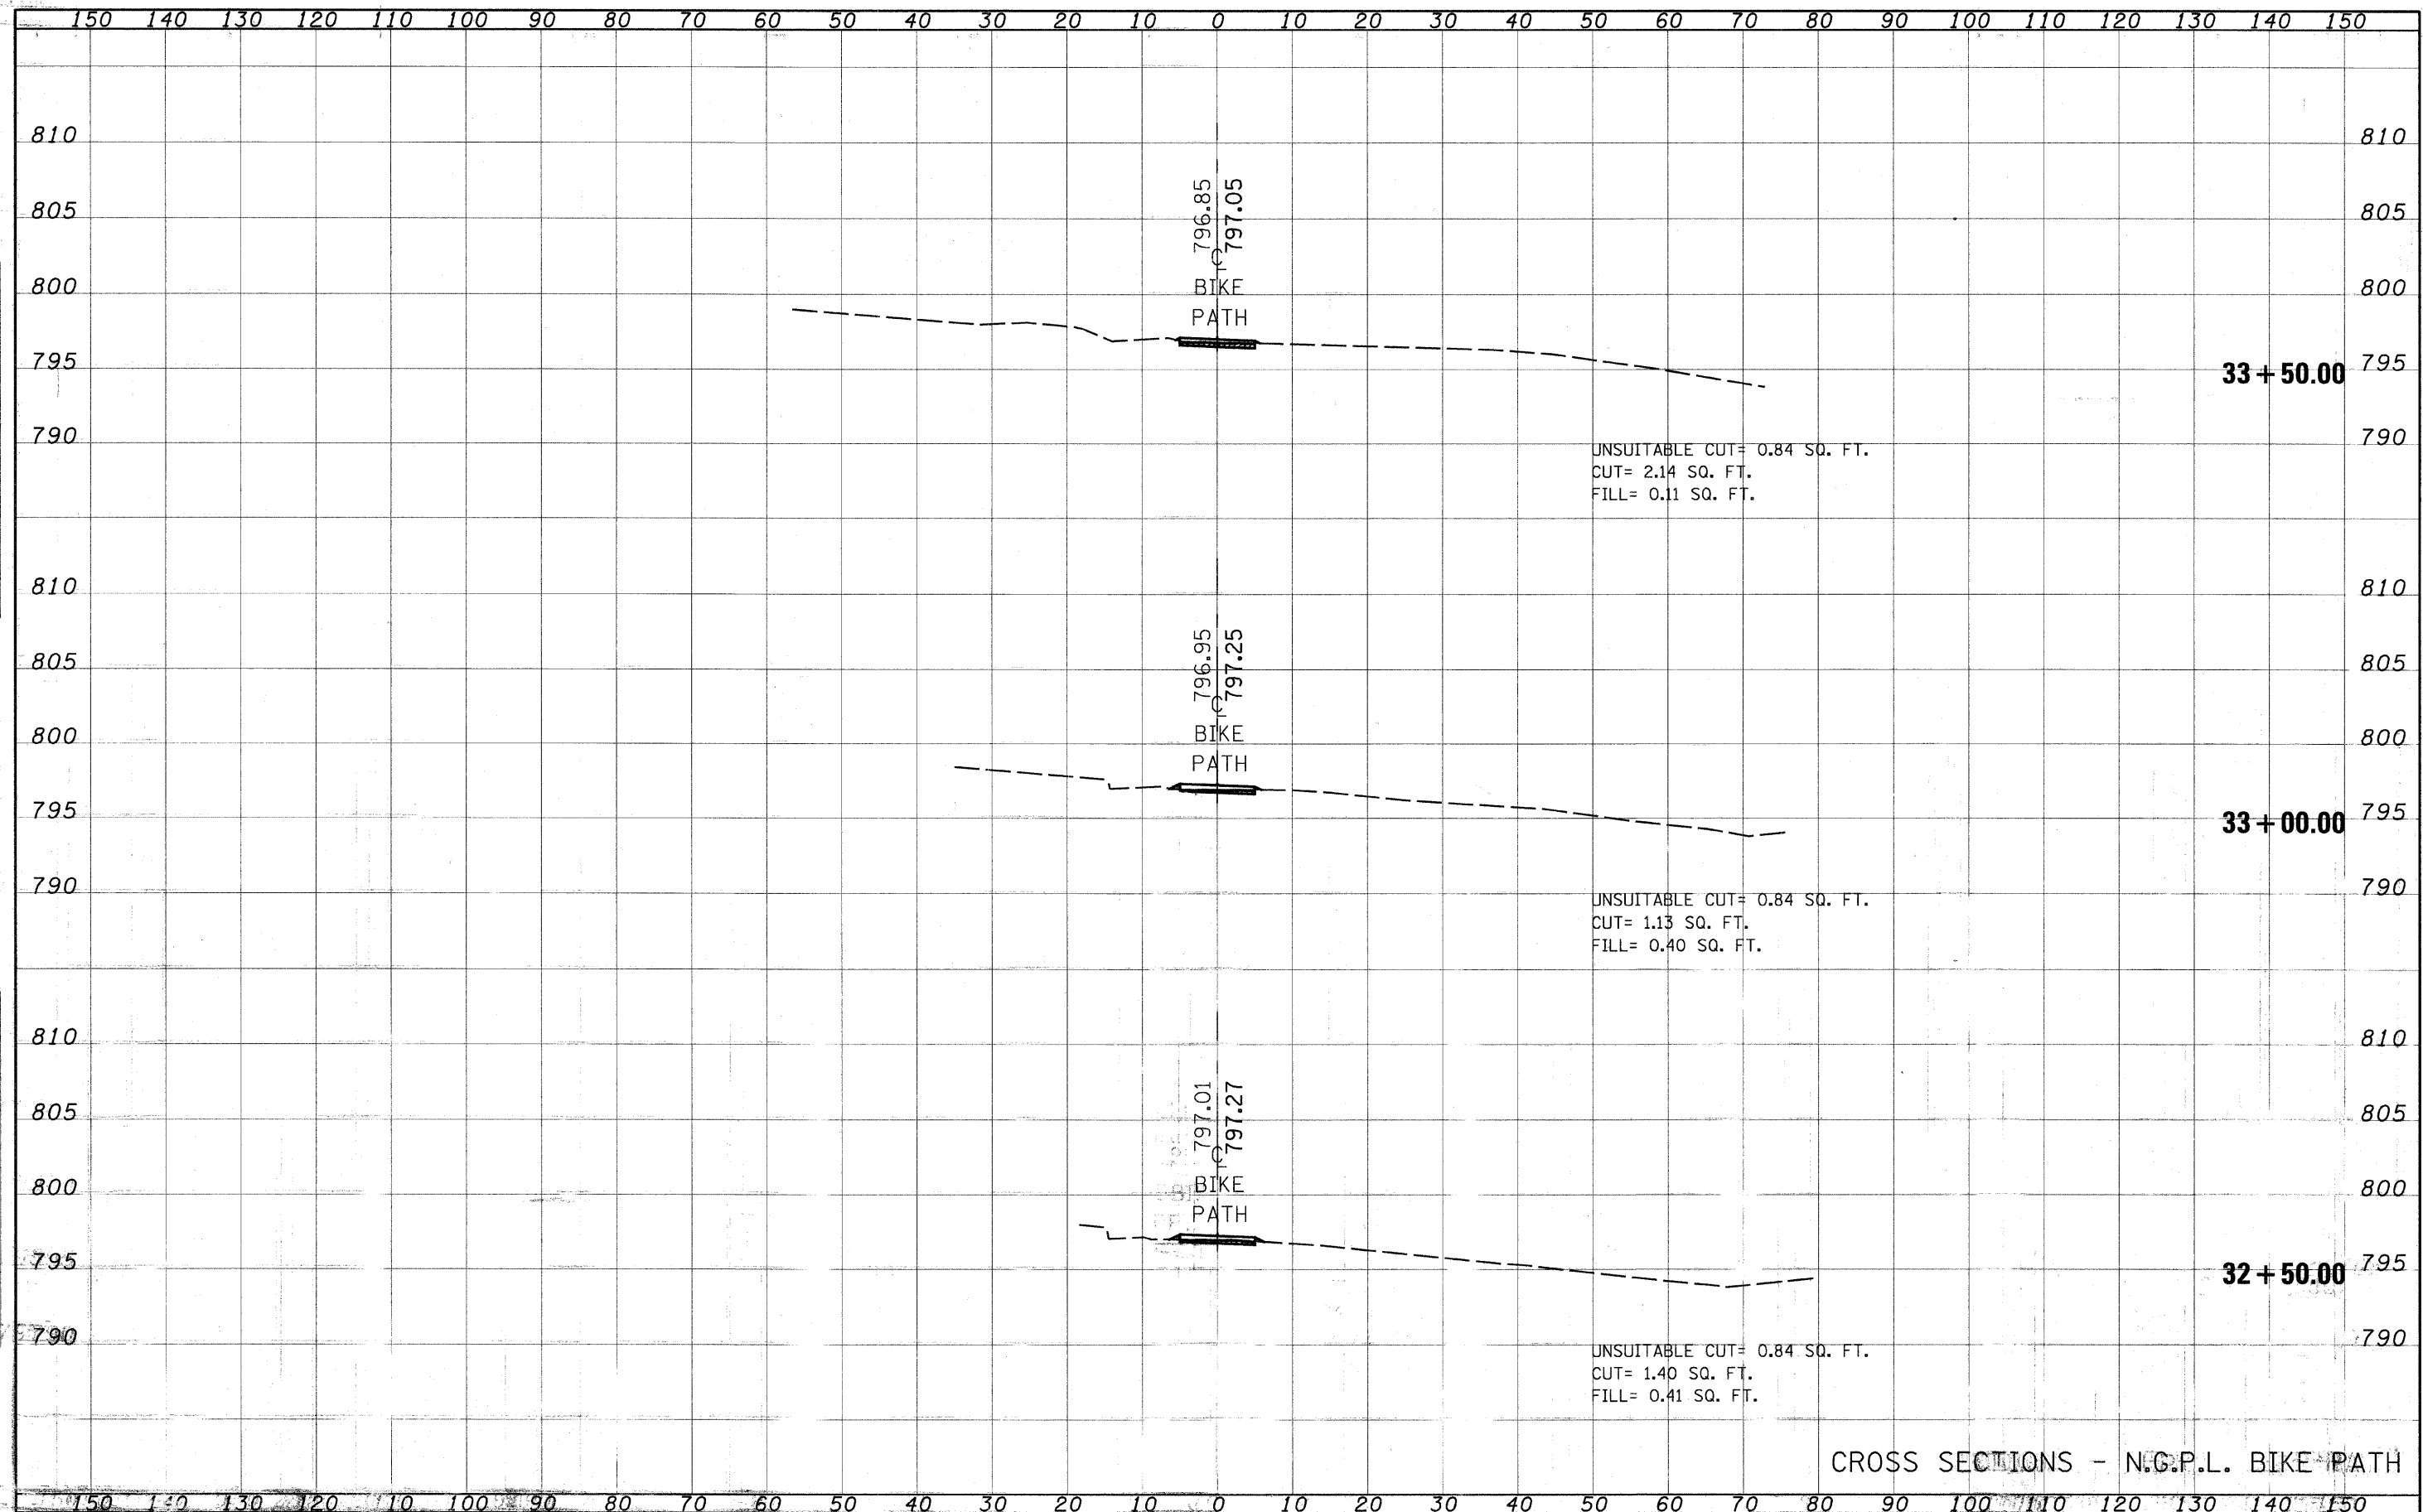 150 140 130 120 110 100 90 80 70 60 50 40 30 20 10 0 10 20 30 40 50 60 70 80 90 100 110 120 130 140 150
810 810
796.85 797.05
805 805
CL
800 BIKE 800
PATH
795 33+50.00 795
790 790
UNSUITABLE CUT= 0.84 SQ. FT.
CUT= 2.14 SQ. FT.
FILL= 0.11 SQ. FT.
810 810
796.95 797.25
805 805
CL
800 BIKE 800
PATH
795 33+00.00 795
790 790
UNSUITABLE CUT= 0.84 SQ. FT.
CUT= 1.13 SQ. FT.
FILL= 0.40 SQ. FT.
810 810
797.01 797.27
805 805
CL
800 BIKE 800
PATH
795 32+50.00 795
790 790
UNSUITABLE CUT= 0.84 SQ. FT.
CUT= 1.40 SQ. FT.
FILL= 0.41 SQ. FT.
CROSS SECTIONS - N.G.P.L. BIKE PATH
150 140 130 120 110 100 90 80 70 60 50 40 30 20 10 0 10 20 30 40 50 60 70 80 90 100 110 120 130 140 150